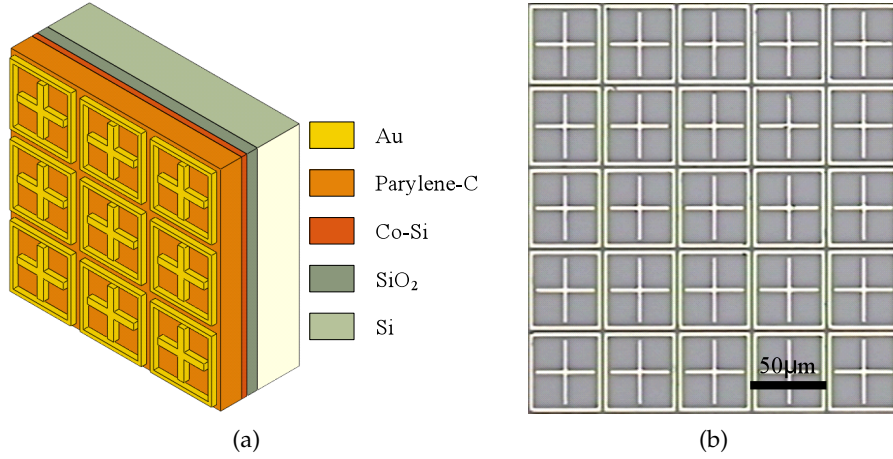 Au
Parylene-C
Co-Si
SiO₂
Si
50μm
(a)
(b)